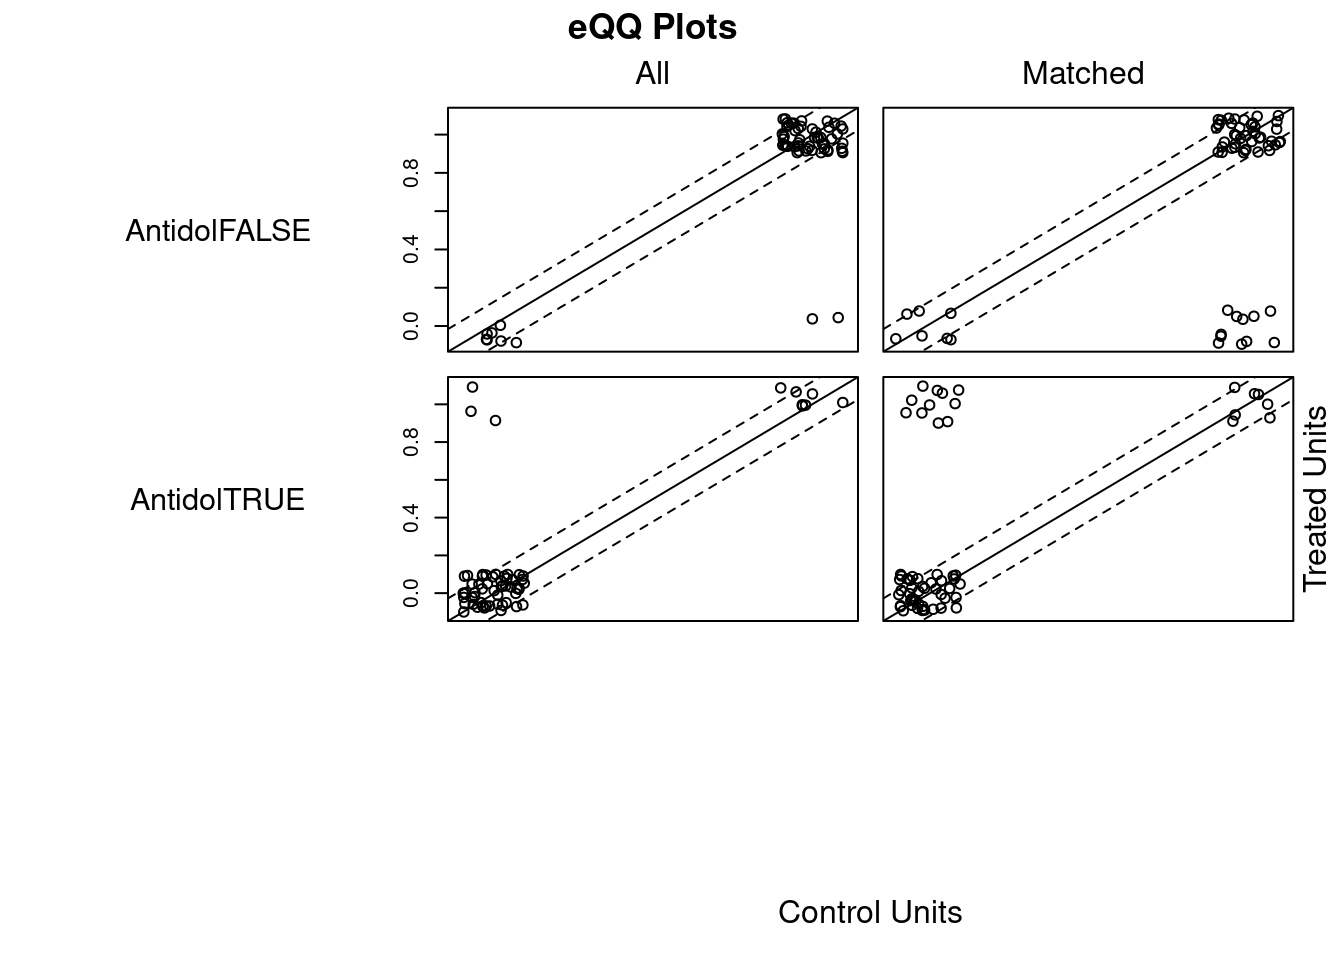 eQQ Plots
All
Matched
AntidolFALSE
0.0
0.4
0.8
AntidolTRUE
0.0
0.4
0.8
Treated Units
Control Units